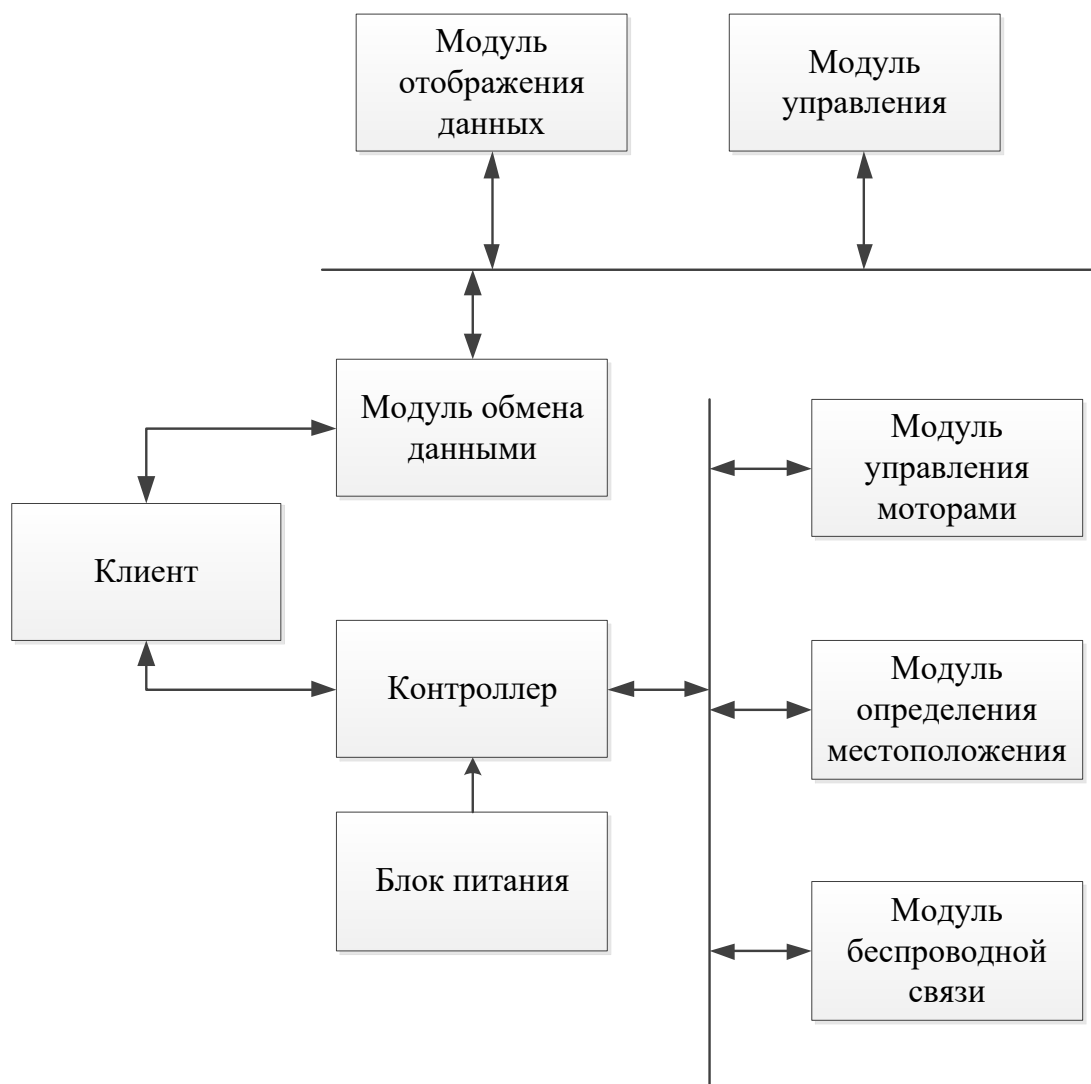 Модуль
отображения
данных
Модуль
управления
Модуль обмена
данными
Модуль
управления
моторами
Клиент
Контроллер
Модуль
определения
местоположения
Блок питания
Модуль
беспроводной
связи